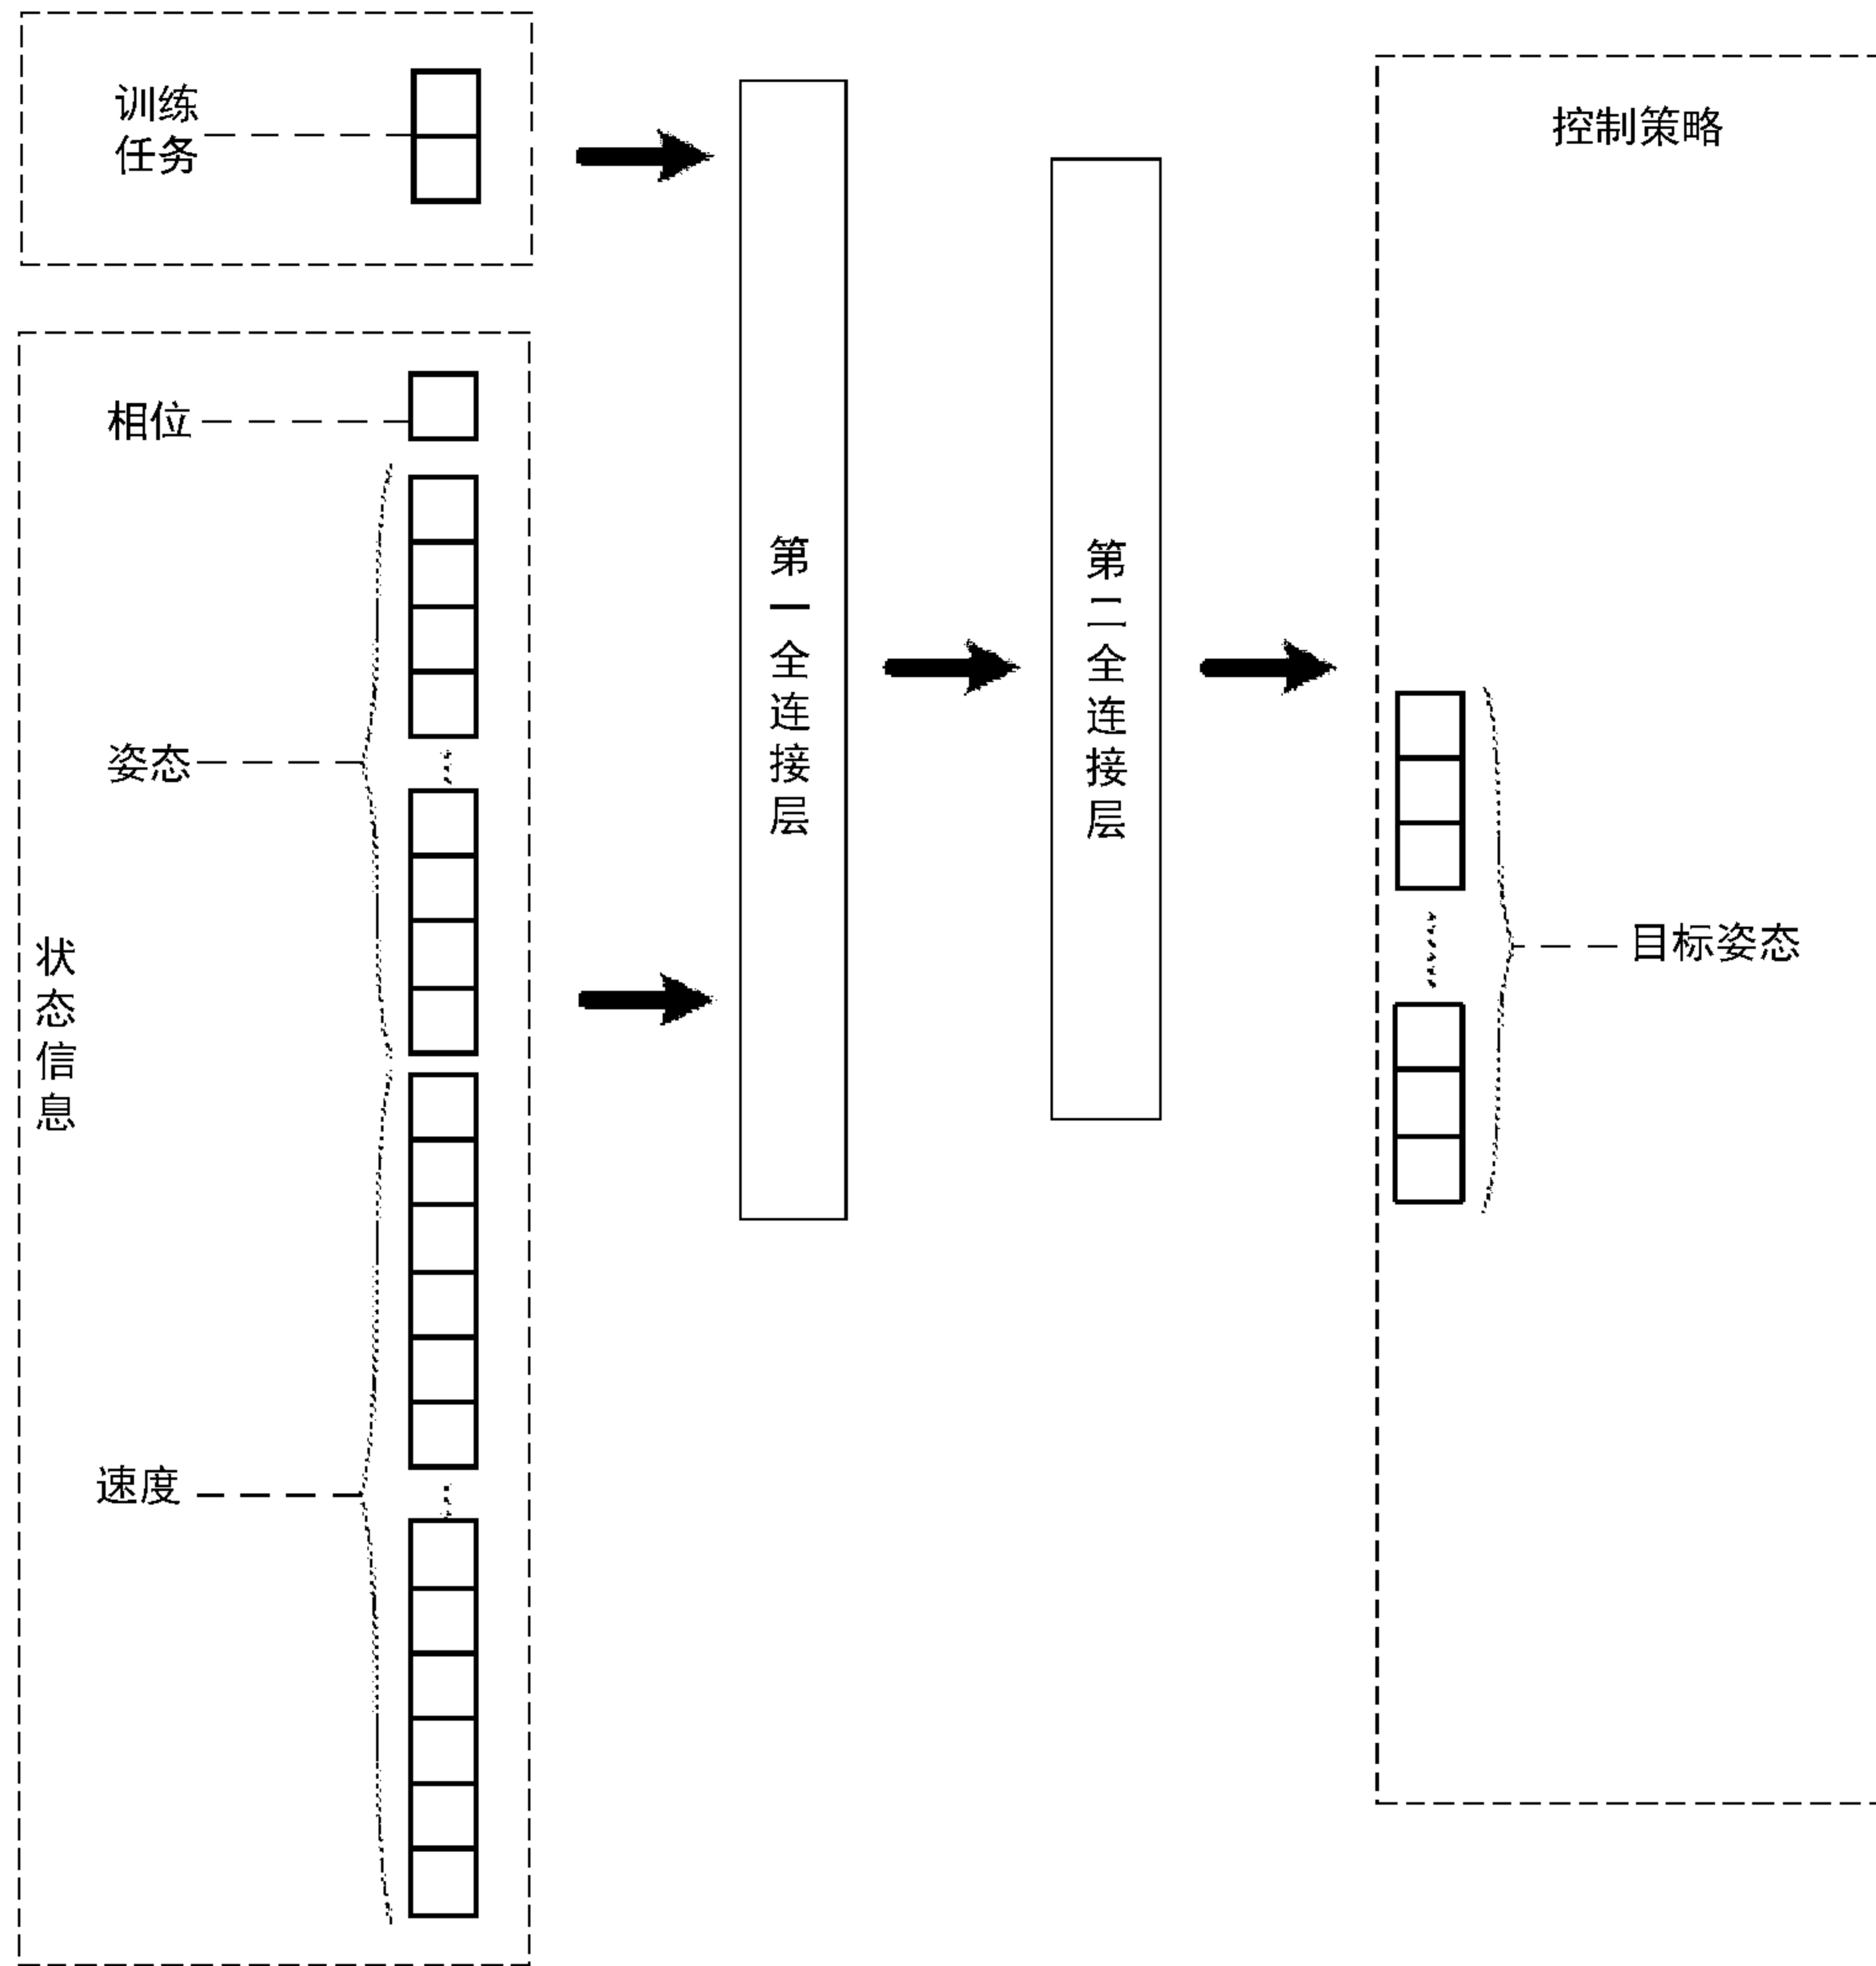 训练
任务
相位
姿态
状态信息
速度
第一全连接层
第二全连接层
控制策略
目标姿态